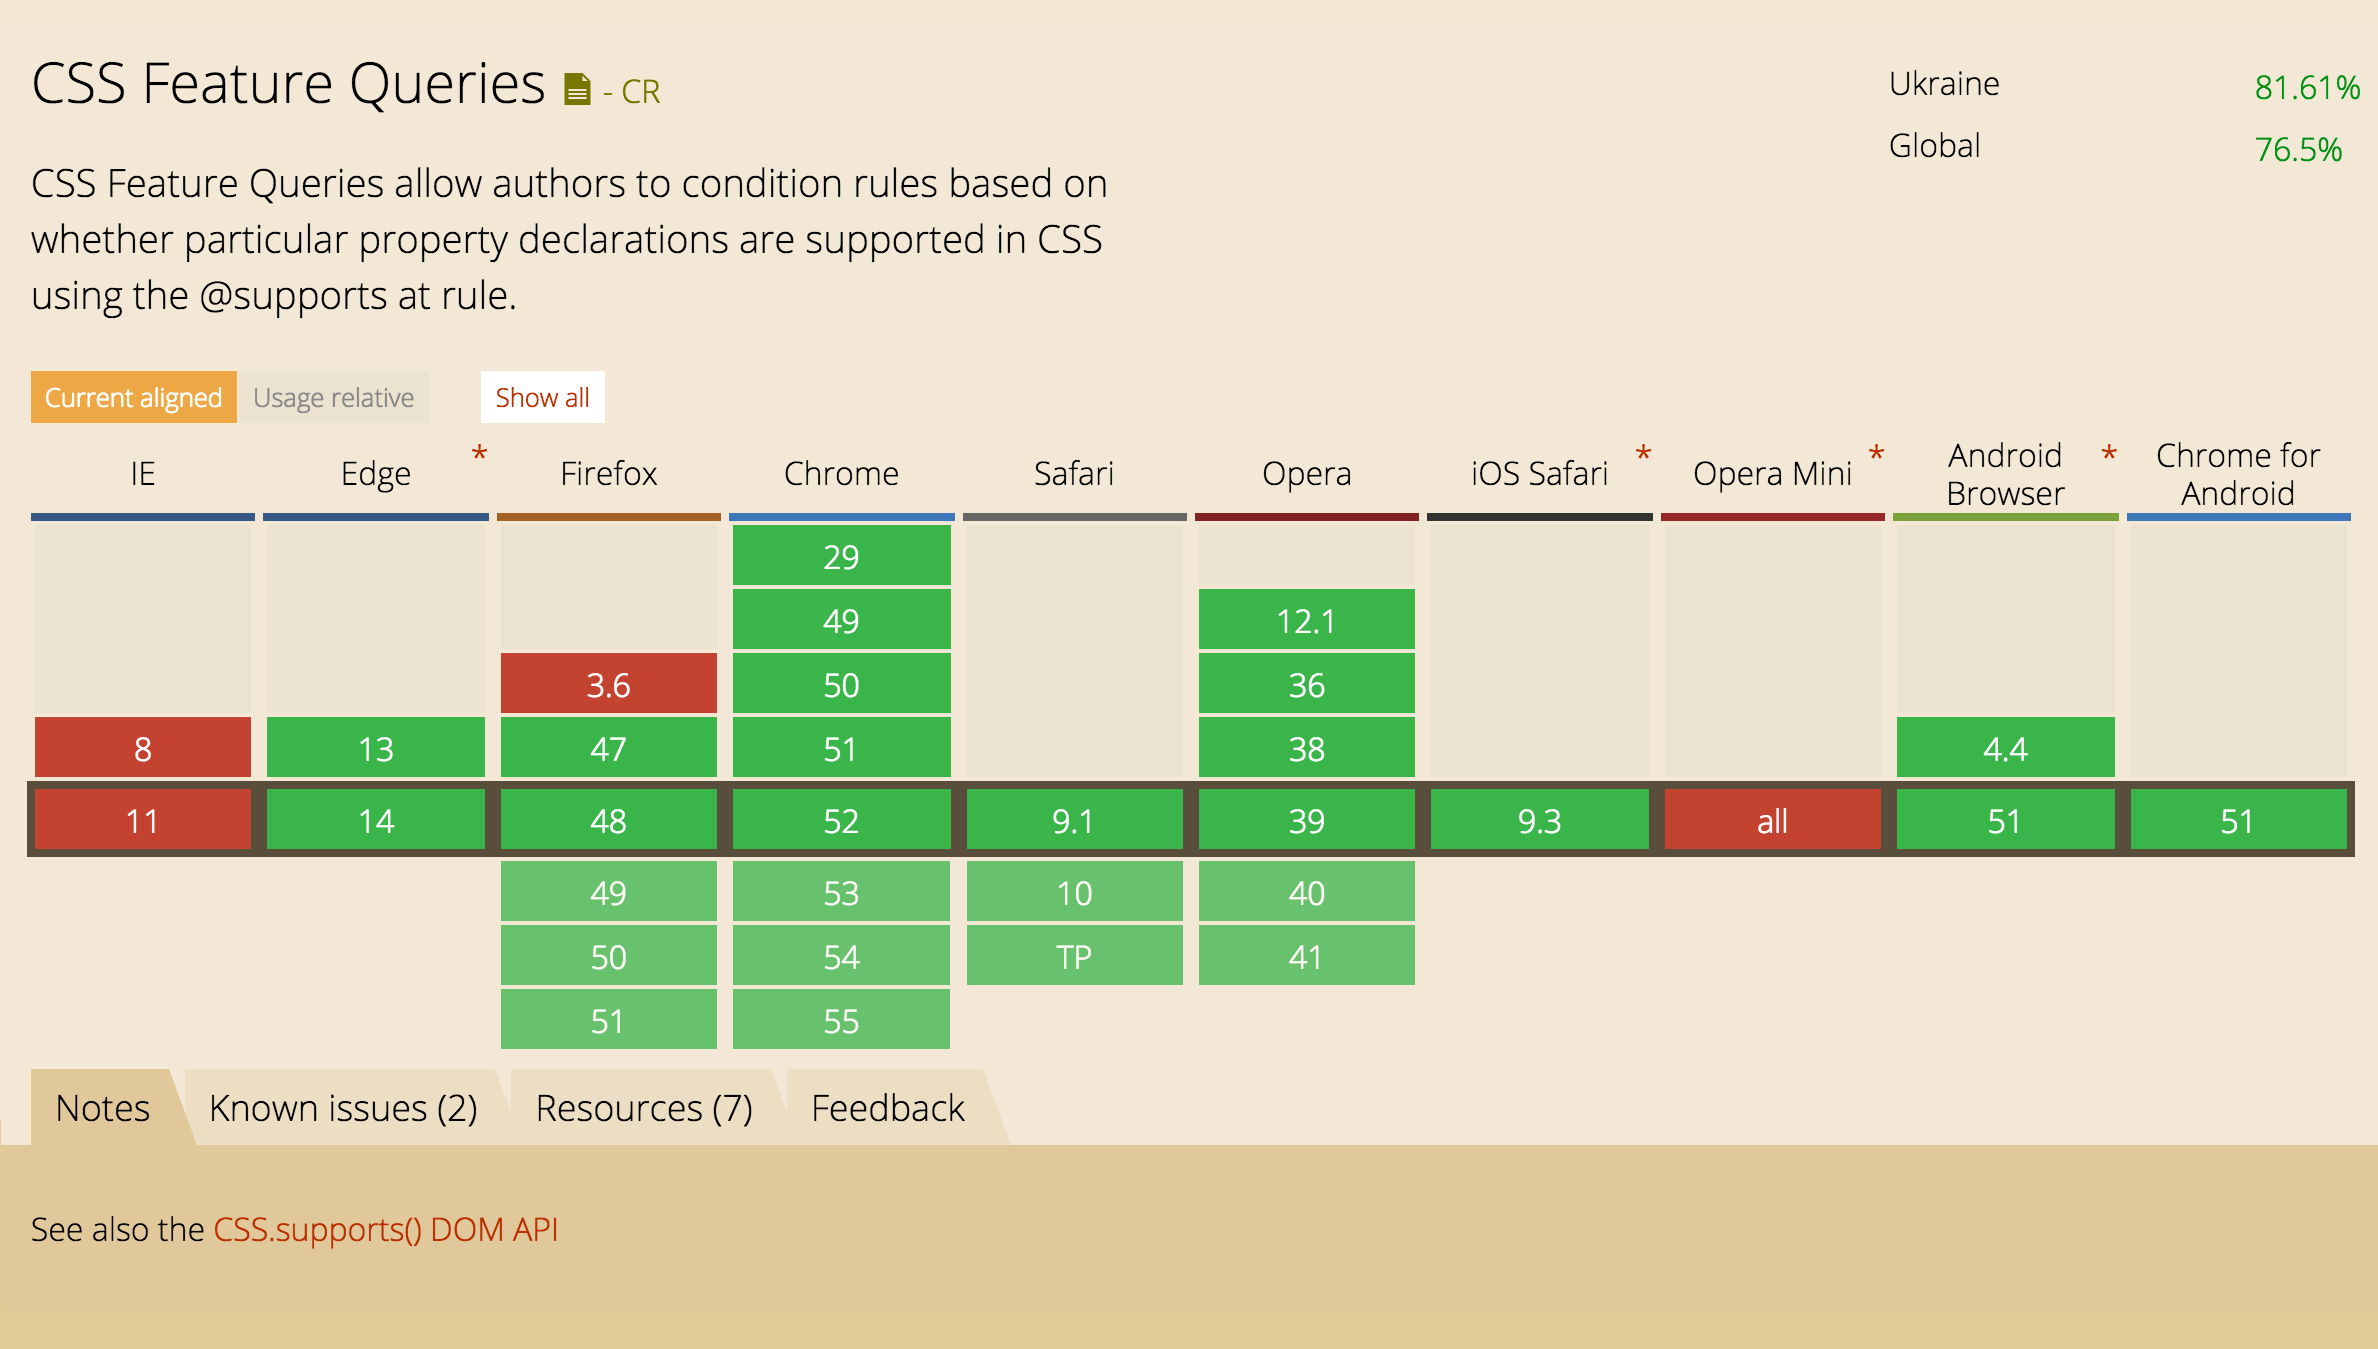 CSS Feature Queries - CR
Ukraine 81.61%
Global 76.5%
CSS Feature Queries allow authors to condition rules based on
whether particular property declarations are supported in CSS
using the @supports at rule.
Current aligned Usage relative Show all
IE Edge * Firefox Chrome Safari Opera iOS Safari * Opera Mini * Android Browser * Chrome for Android
29
49 12.1
3.6 50 36
8 13 47 51 38 4.4
11 14 48 52 9.1 39 9.3 all 51 51
49 53 10 40
50 54 TP 41
51 55
Notes Known issues (2) Resources (7) Feedback
See also the CSS.supports() DOM API